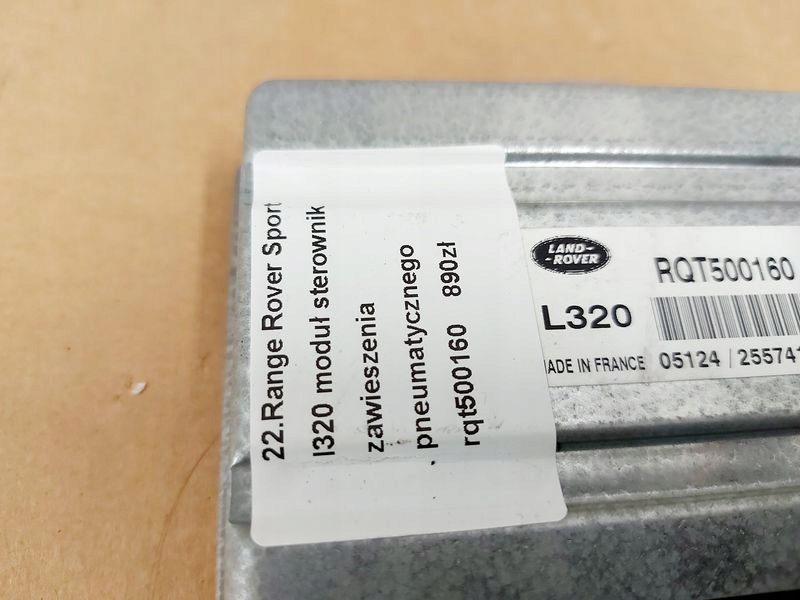 22.Range Rover Sport
l320 moduł sterownik
zawieszenia
pneumatycznego
rqt500160 890zł
LAND-
-ROVER
RQT500160
L320
MADE IN FRANCE 05124 | 255741